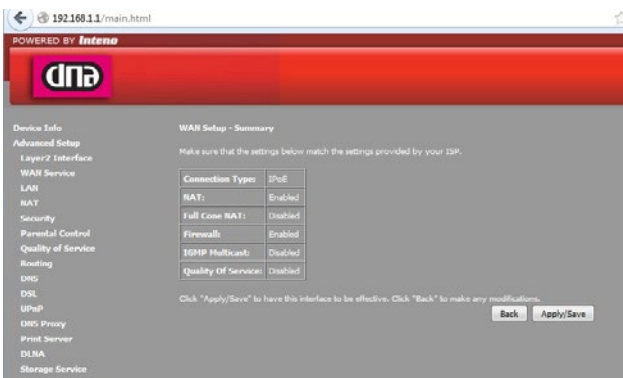 192.168.1.1/main.html
POWERED BY Inteno
dna
Device Info
Advanced Setup
Layer2 Interface
WAN Service
LAN
NAT
Security
Parental Control
Quality of Service
Routing
DNS
DSL
UPnP
DNS Proxy
Print Server
DLNA
Storage Service
WAN Setup - Summary
Make sure that the settings below match the settings provided by your ISP.
Connection Type: IPoE
NAT: Enabled
Full Cone NAT: Disabled
Firewall: Enabled
IGMP Multicast: Disabled
Quality Of Service: Disabled
Click "Apply/Save" to have this interface to be effective. Click "Back" to make any modifications.
Back Apply/Save